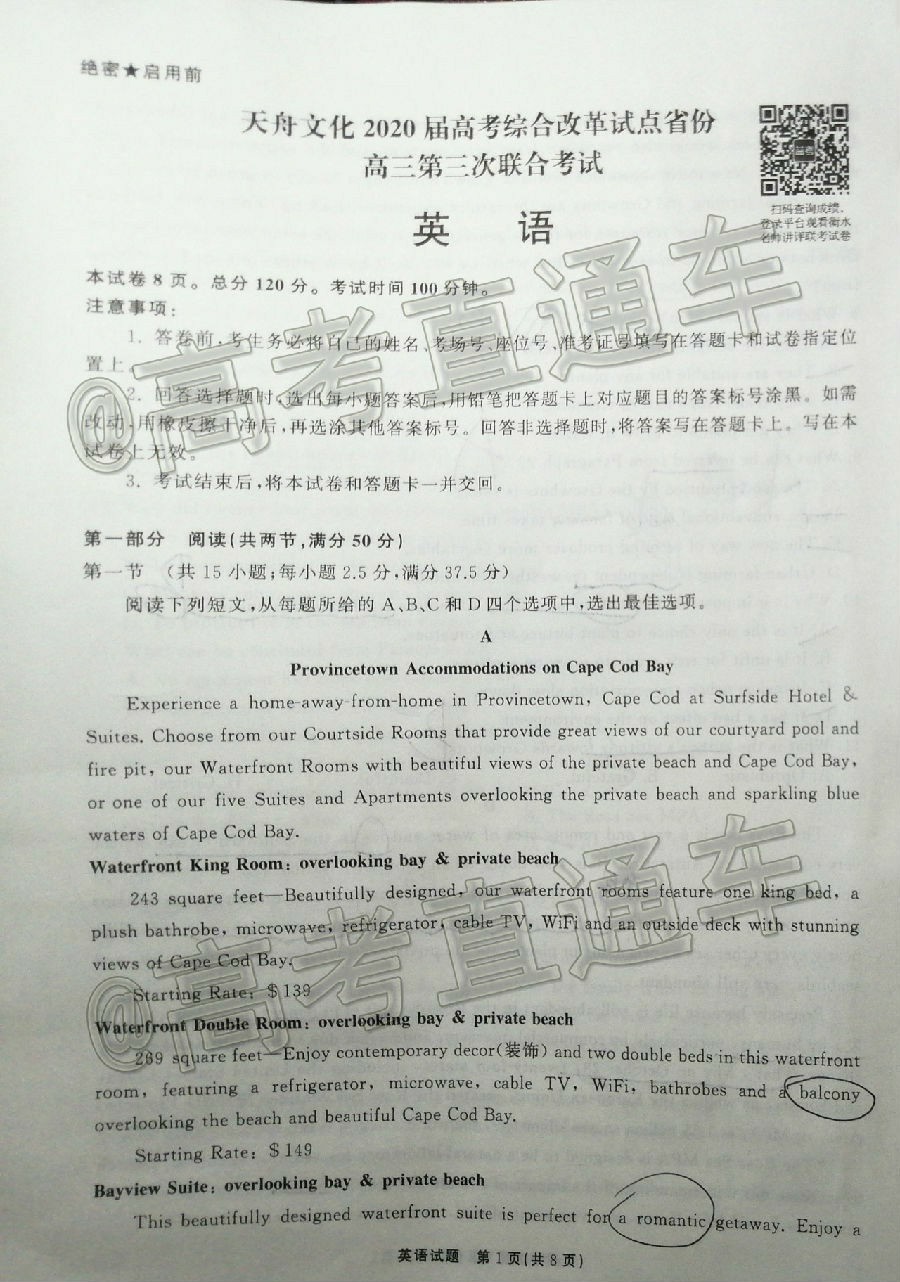 绝密★启用前
天舟文化2020届高考综合改革试点省份
高三第三次联合考试
扫码查询成绩,
登录平台观看衡水
名师讲评联考试卷
英 语
本试卷8页。总分120分。考试时间100分钟。
注意事项:
1. 答卷前,考生务必将自己的姓名、考场号、座位号、准考证号填写在答题卡和试卷指定位
置上。
2. 回答选择题时,选出每小题答案后,用铅笔把答题卡上对应题目的答案标号涂黑。如需
改动,用橡皮擦干净后,再选涂其他答案标号。回答非选择题时,将答案写在答题卡上。写在本
试卷上无效。
3. 考试结束后,将本试卷和答题卡一并交回。
@高考直通车
第一部分 阅读(共两节,满分50分)
第一节 (共15小题;每小题2.5分,满分37.5分)
阅读下列短文,从每题所给的A、B、C和D四个选项中,选出最佳选项。
A
Provincetown Accommodations on Cape Cod Bay
Experience a home-away-from-home in Provincetown, Cape Cod at Surfside Hotel &
Suites. Choose from our Courtside Rooms that provide great views of our courtyard pool and
fire pit, our Waterfront Rooms with beautiful views of the private beach and Cape Cod Bay,
or one of our five Suites and Apartments overlooking the private beach and sparkling blue
waters of Cape Cod Bay.
Waterfront King Room: overlooking bay & private beach
243 square feet—Beautifully designed, our waterfront rooms feature one king bed, a
plush bathrobe, microwave, refrigerator, cable TV, WiFi and an outside deck with stunning
views of Cape Cod Bay.
Starting Rate: $139
@高考直通车
Waterfront Double Room: overlooking bay & private beach
269 square feet—Enjoy contemporary decor(装饰) and two double beds in this waterfront
room, featuring a refrigerator, microwave, cable TV, WiFi, bathrobes and a balcony
overlooking the beach and beautiful Cape Cod Bay.
Starting Rate: $149
Bayview Suite: overlooking bay & private beach
This beautifully designed waterfront suite is perfect for a romantic getaway. Enjoy a
英语试题 第1页(共8页)